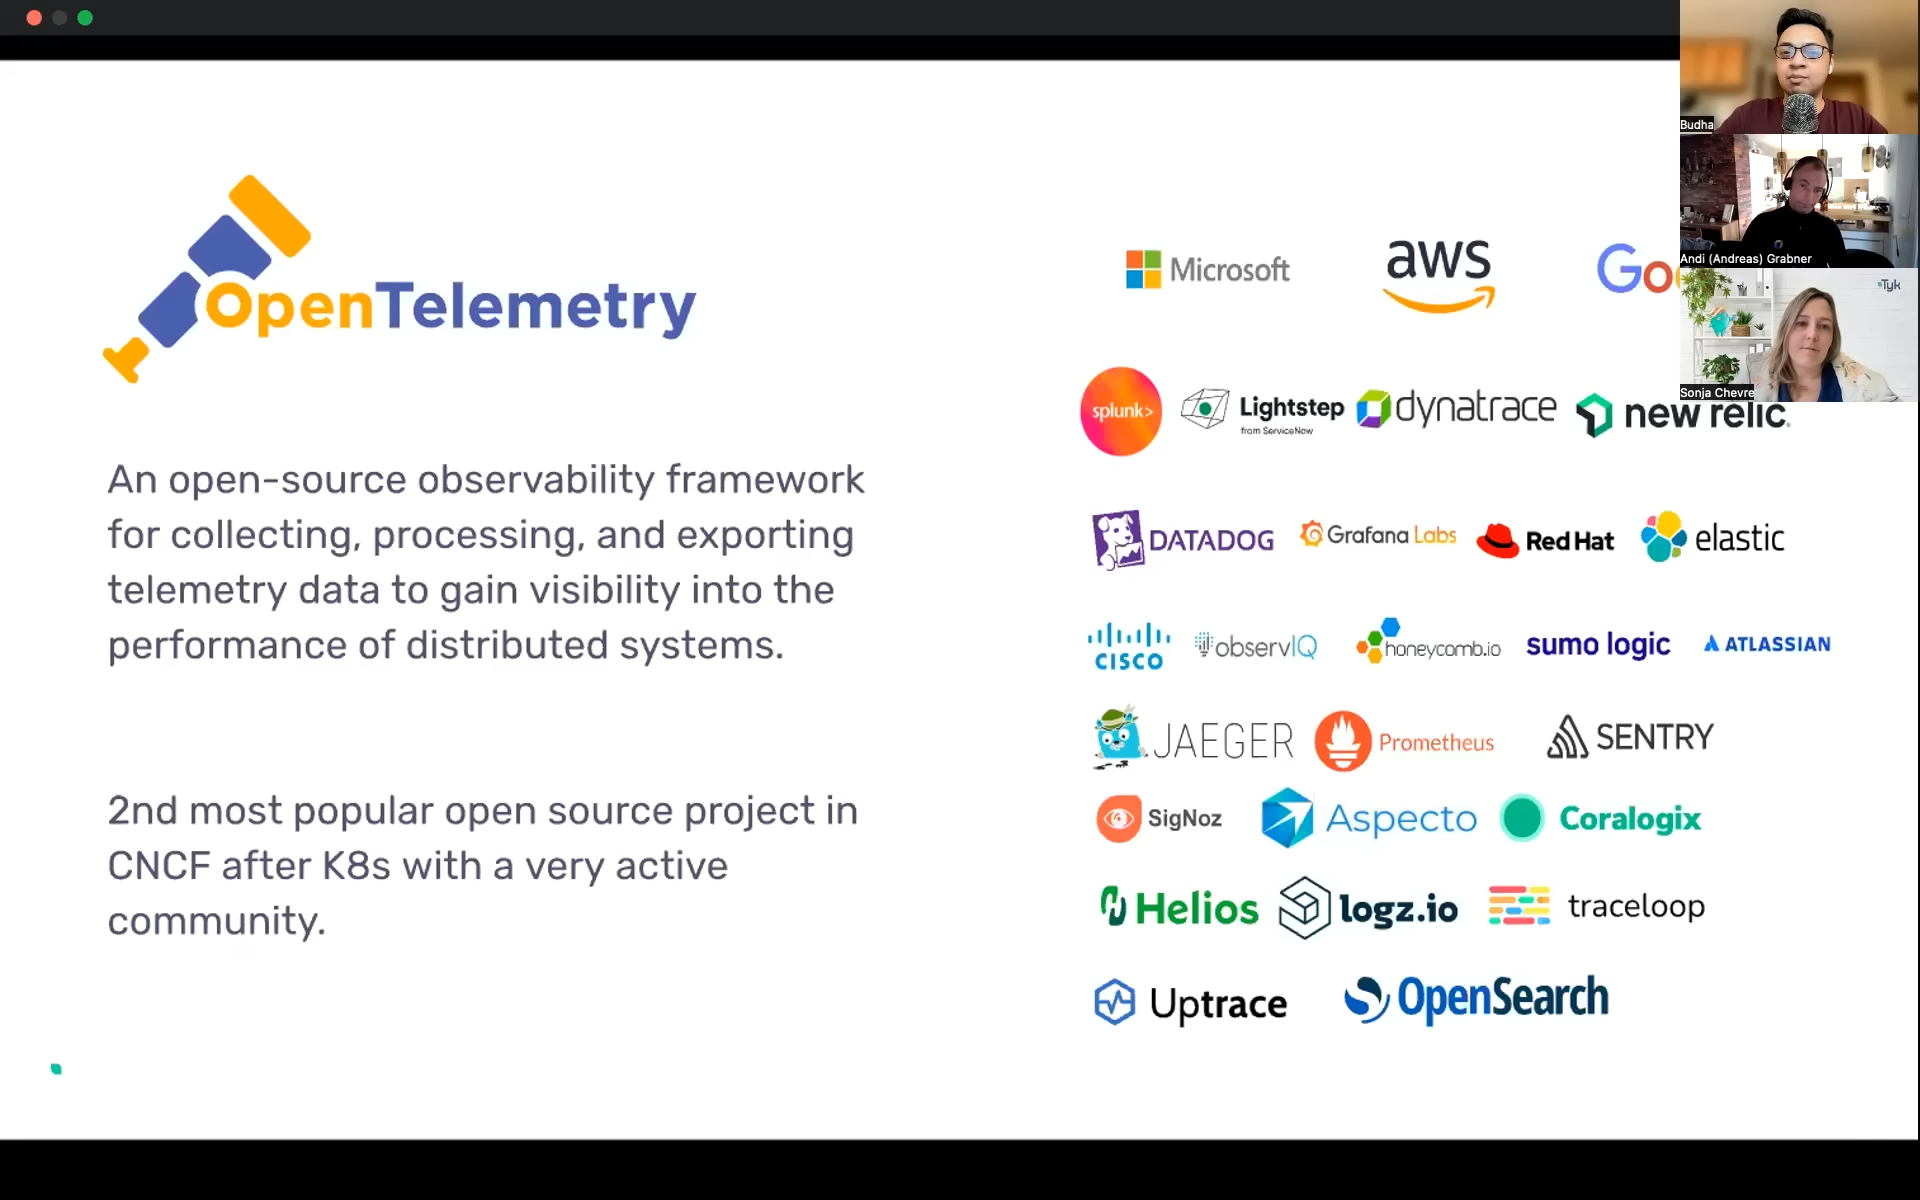 Budha
Andi (Andreas) Grabner
Tyk
Sonja Chevre
OpenTelemetry
An open-source observability framework
for collecting, processing, and exporting
telemetry data to gain visibility into the
performance of distributed systems.
2nd most popular open source project in
CNCF after K8s with a very active
community.
Microsoft
aws
splunk>
Lightstep
from ServiceNow
dynatrace
new relic
DATADOG
Grafana Labs
Red Hat
elastic
CISCO
observIQ
honeycomb.io
sumo logic
ATLASSIAN
JAEGER
Prometheus
SENTRY
SigNoz
Aspecto
Coralogix
Helios
logz.io
traceloop
Uptrace
OpenSearch